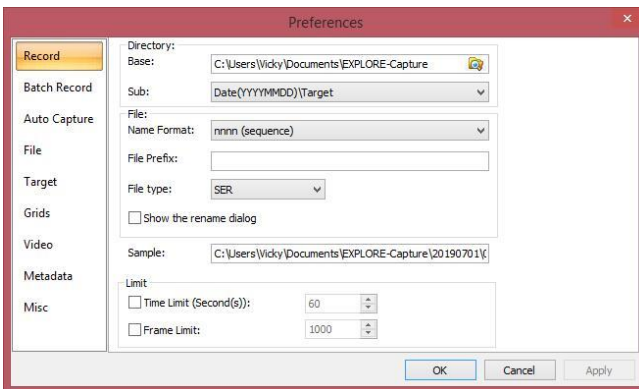 Preferences
Record
Batch Record
Auto Capture
File
Target
Grids
Video
Metadata
Misc
Directory:
Base: C:\Users\Vicky\Documents\EXPLORE-Capture
Sub: Date(YYYYMMDD)\Target
File:
Name Format: nnnn (sequence)
File Prefix:
File type: SER
Show the rename dialog
Sample: C:\Users\Vicky\Documents\EXPLORE-Capture\20190701\
Limit
Time Limit (Second(s)): 60
Frame Limit: 1000
OK Cancel Apply